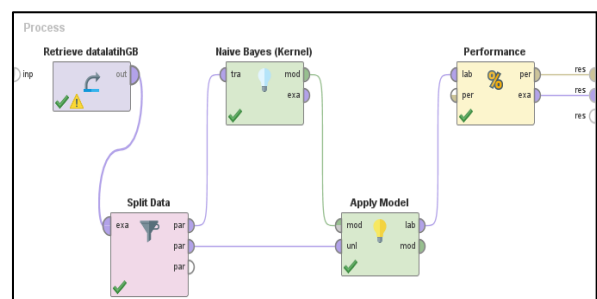 Process
Retrieve datalatihGB
inp
out
Naive Bayes (Kernel)
tra
mod
exa
Performance
lab
%
per
per
exa
res
res
res
Split Data
exa
par
par
par
Apply Model
mod
lab
unl
mod